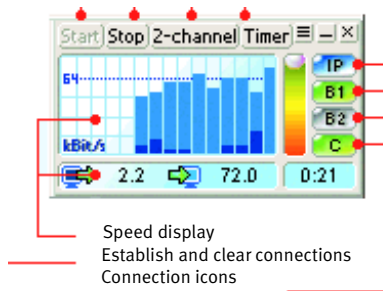 Start Stop 2-channel Timer
64
kBit/s
TP
B1
B2
C
2.2 72.0 0:21
Speed display
Establish and clear connections
Connection icons